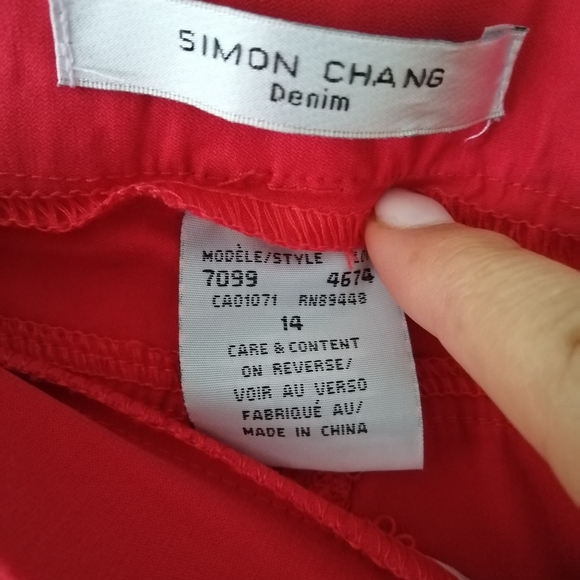 SIMON CHANG
Denim
MODÈLE/STYLE
7099 4674
CA01071 RN89448
14
CARE & CONTENT
ON REVERSE/
VOIR AU VERSO
FABRIQUÉ AU/
MADE IN CHINA